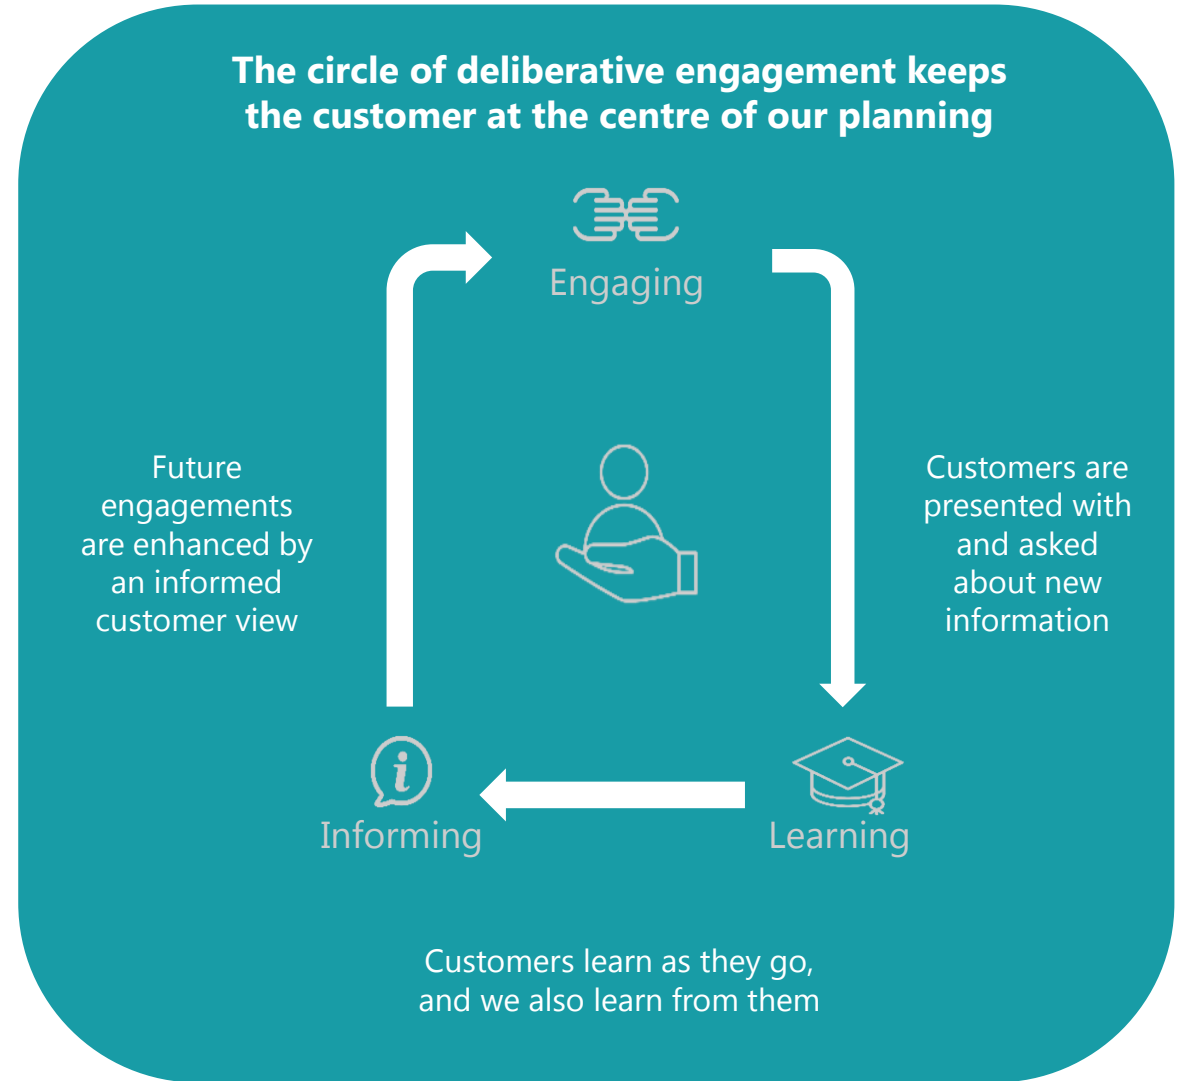 The circle of deliberative engagement keeps
the customer at the centre of our planning
Engaging
Future
engagements
are enhanced by
an informed
customer view
Customers are
presented with
and asked
about new
information
i
Informing
Learning
Customers learn as they go,
and we also learn from them